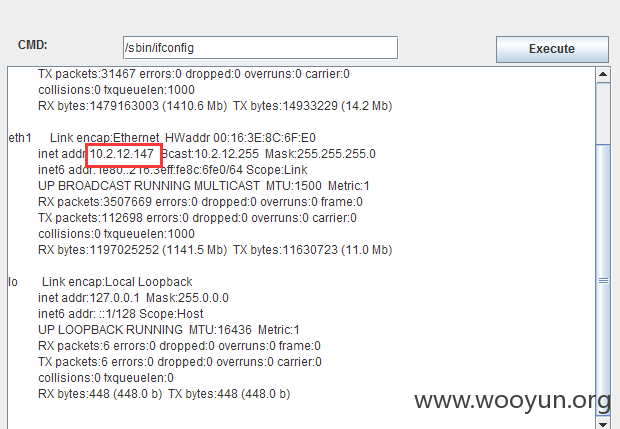 CMD:
/sbin/ifconfig
Execute
TX packets:31467 errors:0 dropped:0 overruns:0 carrier:0
collisions:0 txqueuelen:1000
RX bytes:1479163003 (1410.6 Mb)  TX bytes:14933229 (14.2 Mb)
eth1      Link encap:Ethernet  HWaddr 00:16:3E:8C:6F:E0
inet addr:10.2.12.147  Bcast:10.2.12.255  Mask:255.255.255.0
inet6 addr: fe80::216:3eff:fe8c:6fe0/64 Scope:Link
UP BROADCAST RUNNING MULTICAST  MTU:1500  Metric:1
RX packets:3507669 errors:0 dropped:0 overruns:0 frame:0
TX packets:112698 errors:0 dropped:0 overruns:0 carrier:0
collisions:0 txqueuelen:1000
RX bytes:1197025252 (1141.5 Mb)  TX bytes:11630723 (11.0 Mb)
lo        Link encap:Local Loopback
inet addr:127.0.0.1  Mask:255.0.0.0
inet6 addr: ::1/128 Scope:Host
UP LOOPBACK RUNNING  MTU:16436  Metric:1
RX packets:6 errors:0 dropped:0 overruns:0 frame:0
TX packets:6 errors:0 dropped:0 overruns:0 carrier:0
collisions:0 txqueuelen:0
RX bytes:448 (448.0 b)  TX bytes:448 (448.0 b)
www.wooyun.org